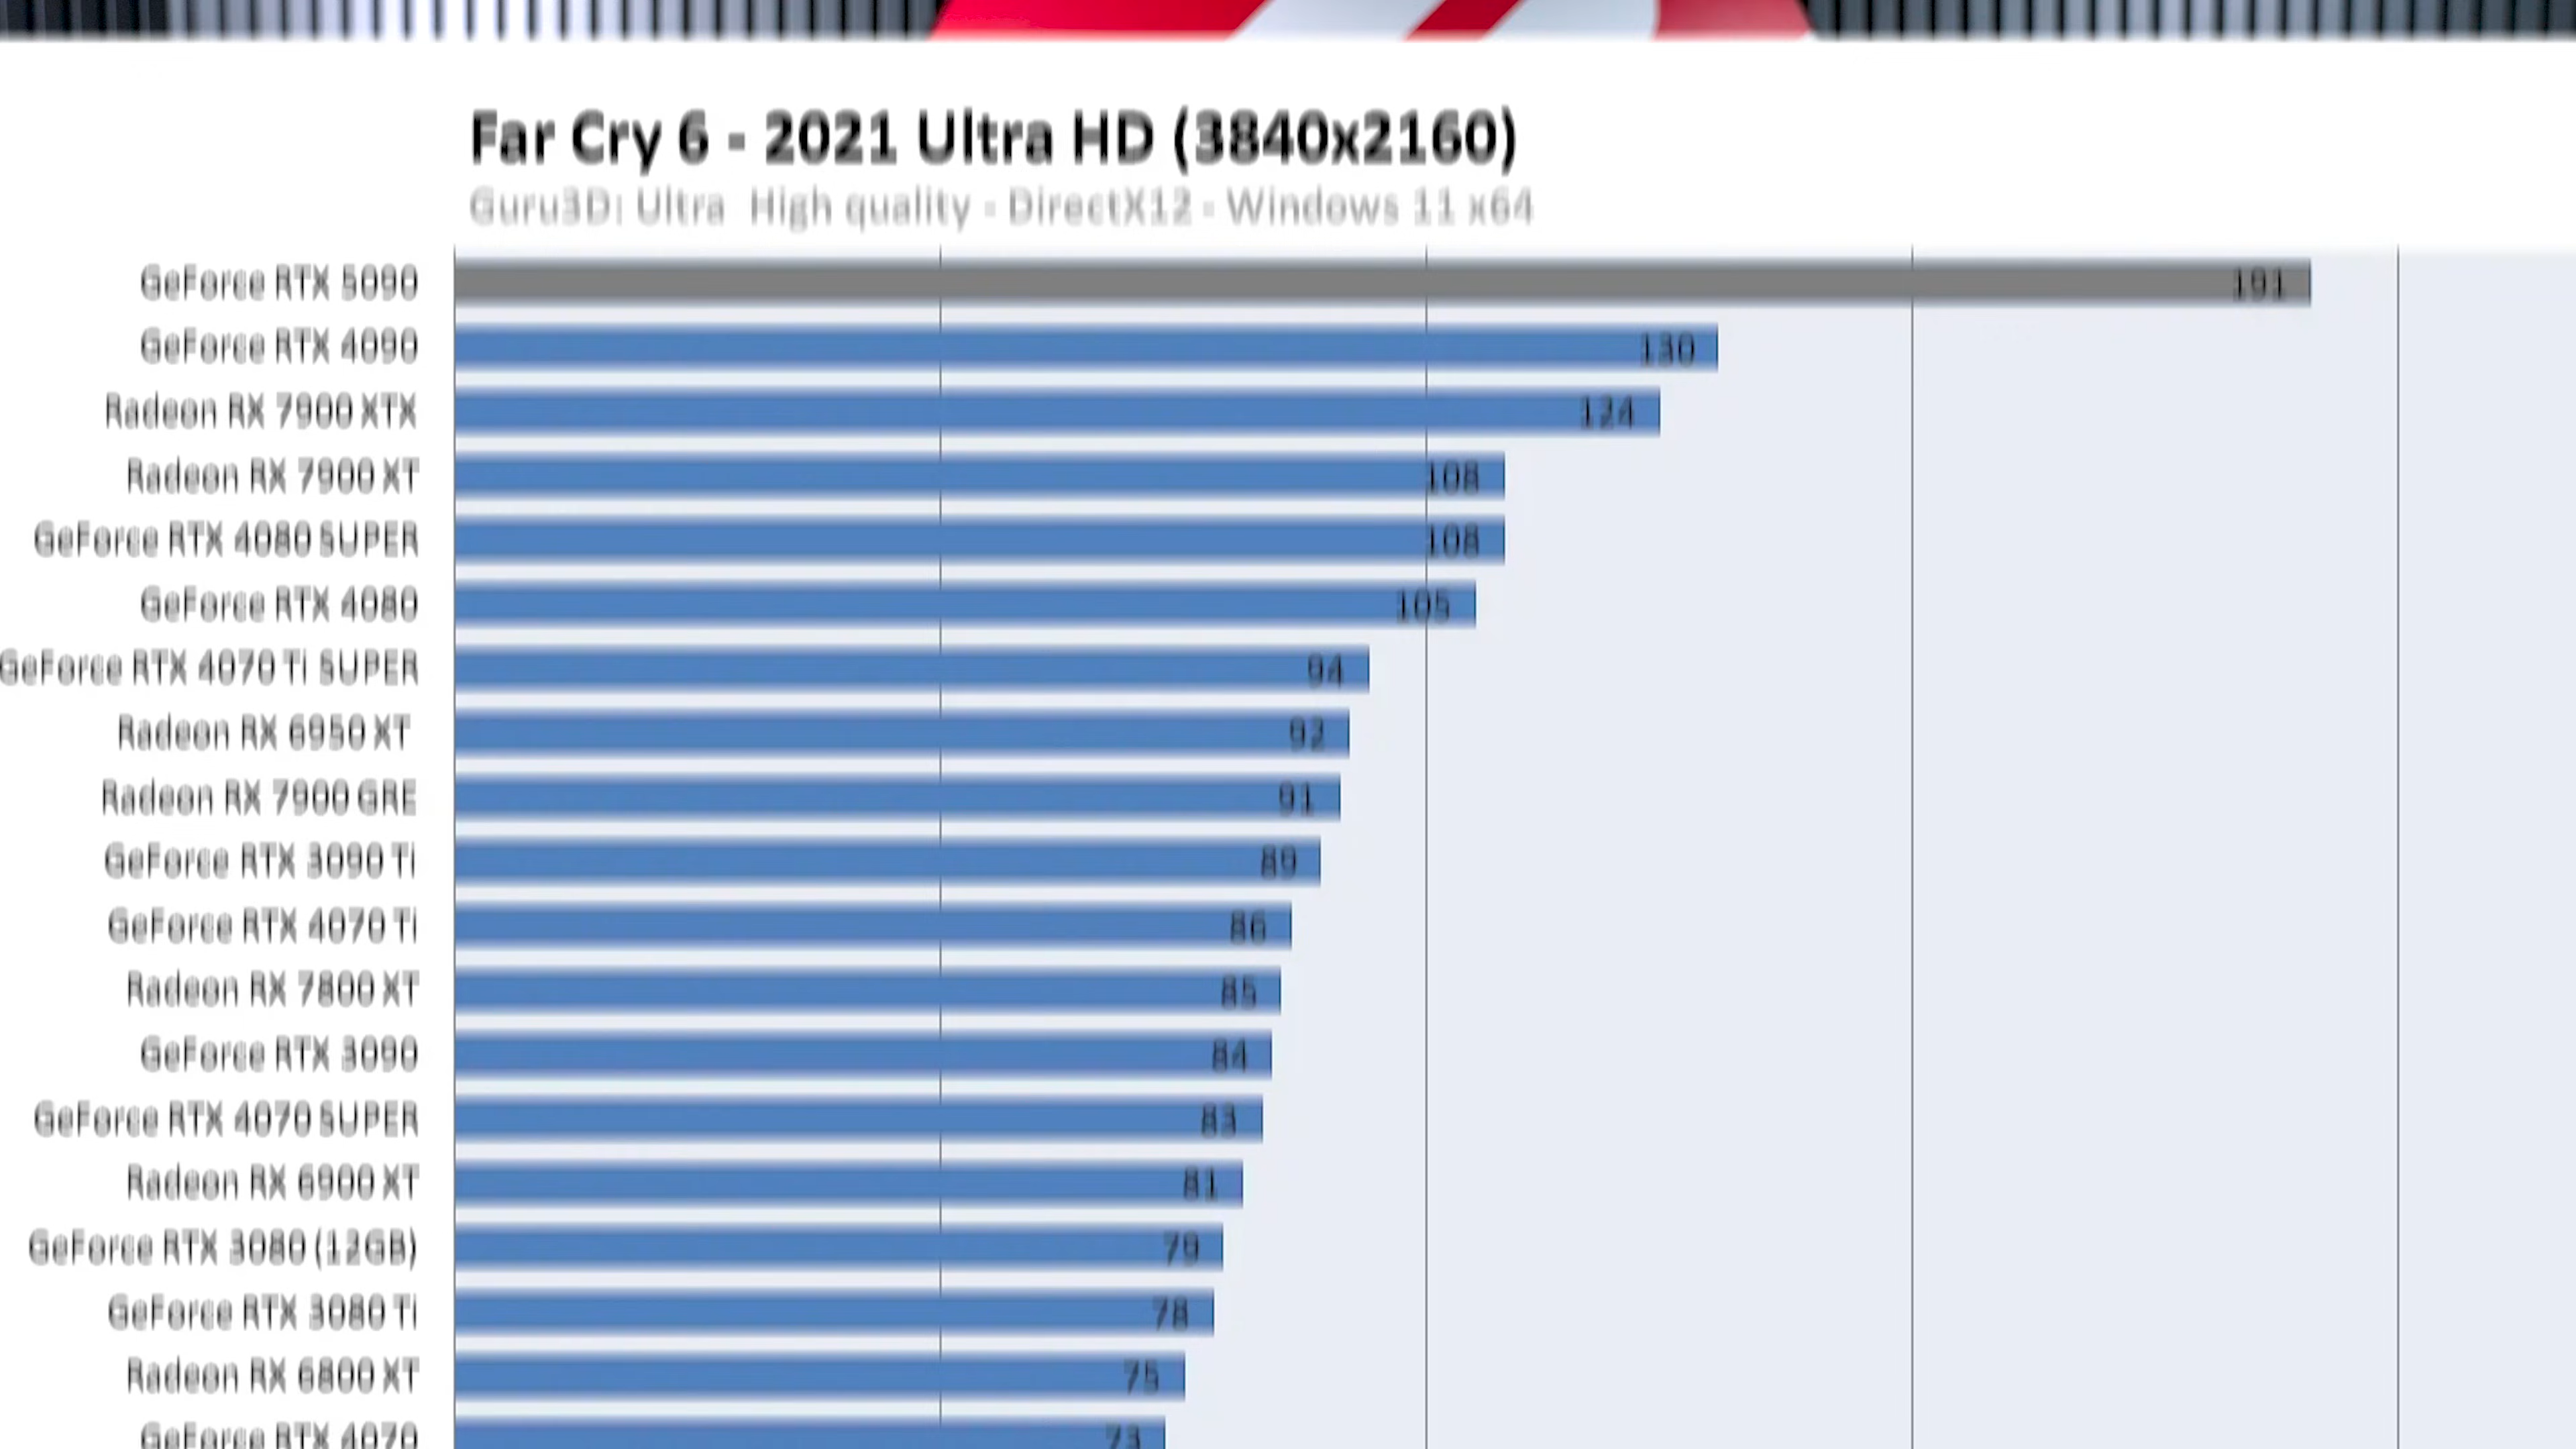 Far Cry 6 - 2021 Ultra HD (3840x2160)
Guru3D: Ultra High quality - DirectX12 - Windows 11 x64
GeForce RTX 5090 191
GeForce RTX 4090 130
Radeon RX 7900 XTX 124
Radeon RX 7900 XT 108
GeForce RTX 4080 SUPER 108
GeForce RTX 4080 105
GeForce RTX 4070 Ti SUPER 94
Radeon RX 6950 XT 92
Radeon RX 7900 GRE 91
GeForce RTX 3090 Ti 89
GeForce RTX 4070 Ti 86
Radeon RX 7800 XT 85
GeForce RTX 3090 84
GeForce RTX 4070 SUPER 83
Radeon RX 6900 XT 81
GeForce RTX 3080 (12GB) 79
GeForce RTX 3080 Ti 78
Radeon RX 6800 XT 75
GeForce RTX 4070 73